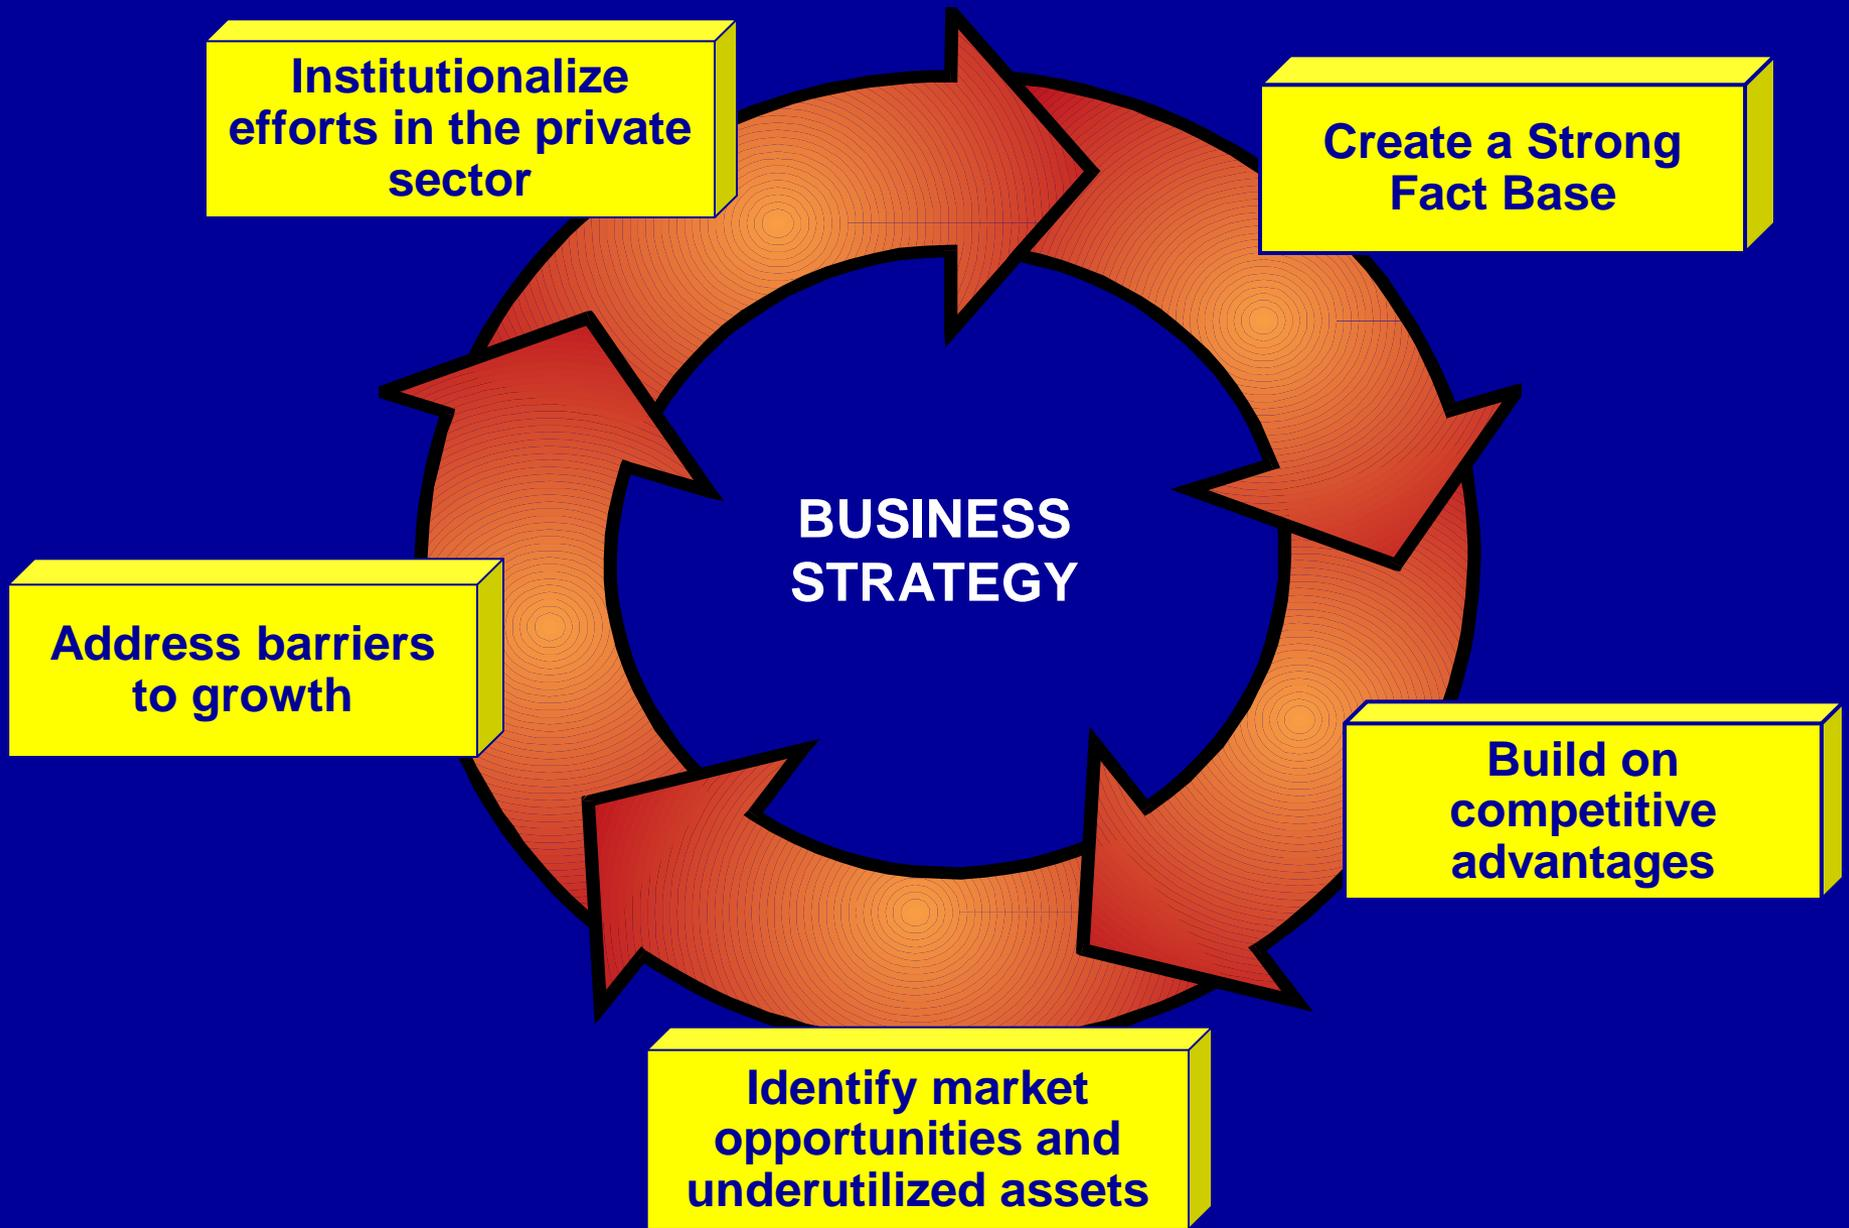 Institutionalize
efforts in the private
sector
Create a Strong
Fact Base
BUSINESS
STRATEGY
Address barriers
to growth
Build on
competitive
advantages
Identify market
opportunities and
underutilized assets